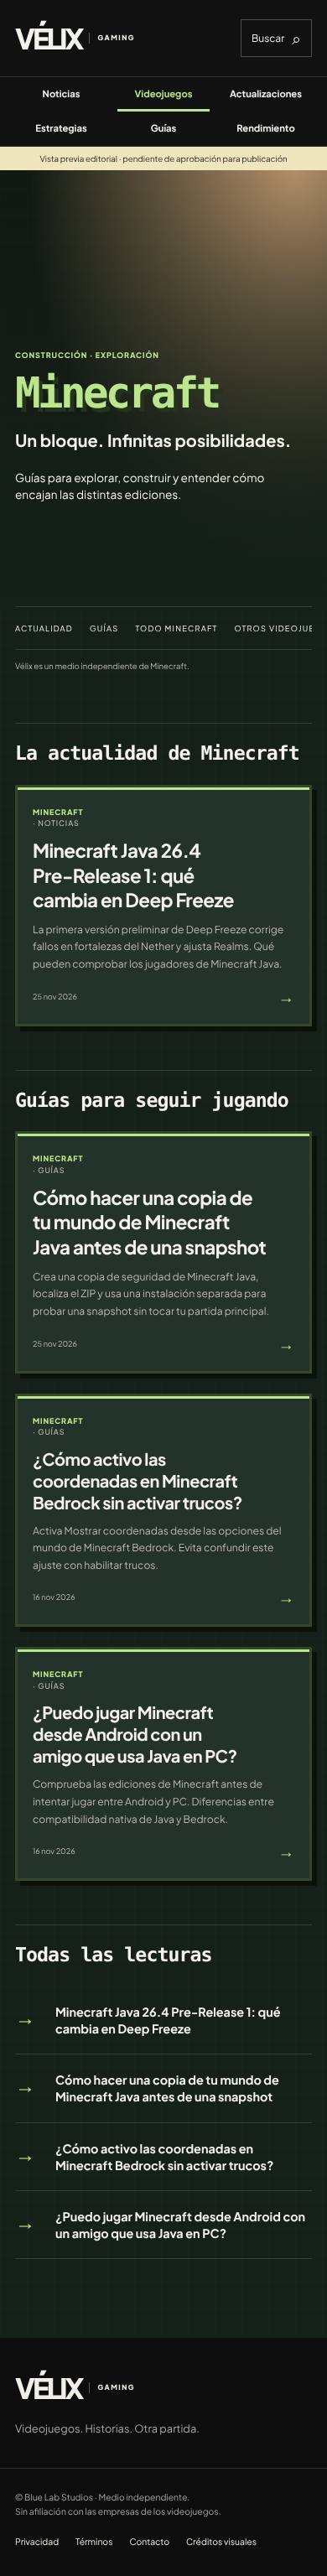 VÉLIX GAMING
Buscar
Noticias Videojuegos Actualizaciones
Estrategias Guías Rendimiento
Vista previa editorial · pendiente de aprobación para publicación
CONSTRUCCIÓN · EXPLORACIÓN
Minecraft
Un bloque. Infinitas posibilidades.
Guías para explorar, construir y entender cómo
encajan las distintas ediciones.
ACTUALIDAD GUÍAS TODO MINECRAFT OTROS VIDEOJUE
Vélix es un medio independiente de Minecraft.
La actualidad de Minecraft
MINECRAFT
· NOTICIAS
Minecraft Java 26.4
Pre-Release 1: qué
cambia en Deep Freeze
La primera versión preliminar de Deep Freeze corrige
fallos en fortalezas del Nether y ajusta Realms. Qué
pueden comprobar los jugadores de Minecraft Java.
25 nov 2026 →
Guías para seguir jugando
MINECRAFT
· GUÍAS
Cómo hacer una copia de
tu mundo de Minecraft
Java antes de una snapshot
Crea una copia de seguridad de Minecraft Java,
localiza el ZIP y usa una instalación separada para
probar una snapshot sin tocar tu partida principal.
25 nov 2026 →
MINECRAFT
· GUÍAS
¿Cómo activo las
coordenadas en Minecraft
Bedrock sin activar trucos?
Activa Mostrar coordenadas desde las opciones del
mundo de Minecraft Bedrock. Evita confundir este
ajuste con habilitar trucos.
16 nov 2026 →
MINECRAFT
· GUÍAS
¿Puedo jugar Minecraft
desde Android con un
amigo que usa Java en PC?
Comprueba las ediciones de Minecraft antes de
intentar jugar entre Android y PC. Diferencias entre
compatibilidad nativa de Java y Bedrock.
16 nov 2026 →
Todas las lecturas
→ Minecraft Java 26.4 Pre-Release 1: qué
cambia en Deep Freeze
→ Cómo hacer una copia de tu mundo de
Minecraft Java antes de una snapshot
→ ¿Cómo activo las coordenadas en
Minecraft Bedrock sin activar trucos?
→ ¿Puedo jugar Minecraft desde Android con
un amigo que usa Java en PC?
VÉLIX GAMING
Videojuegos. Historias. Otra partida.
© Blue Lab Studios · Medio independiente.
Sin afiliación con las empresas de los videojuegos.
Privacidad Términos Contacto Créditos visuales